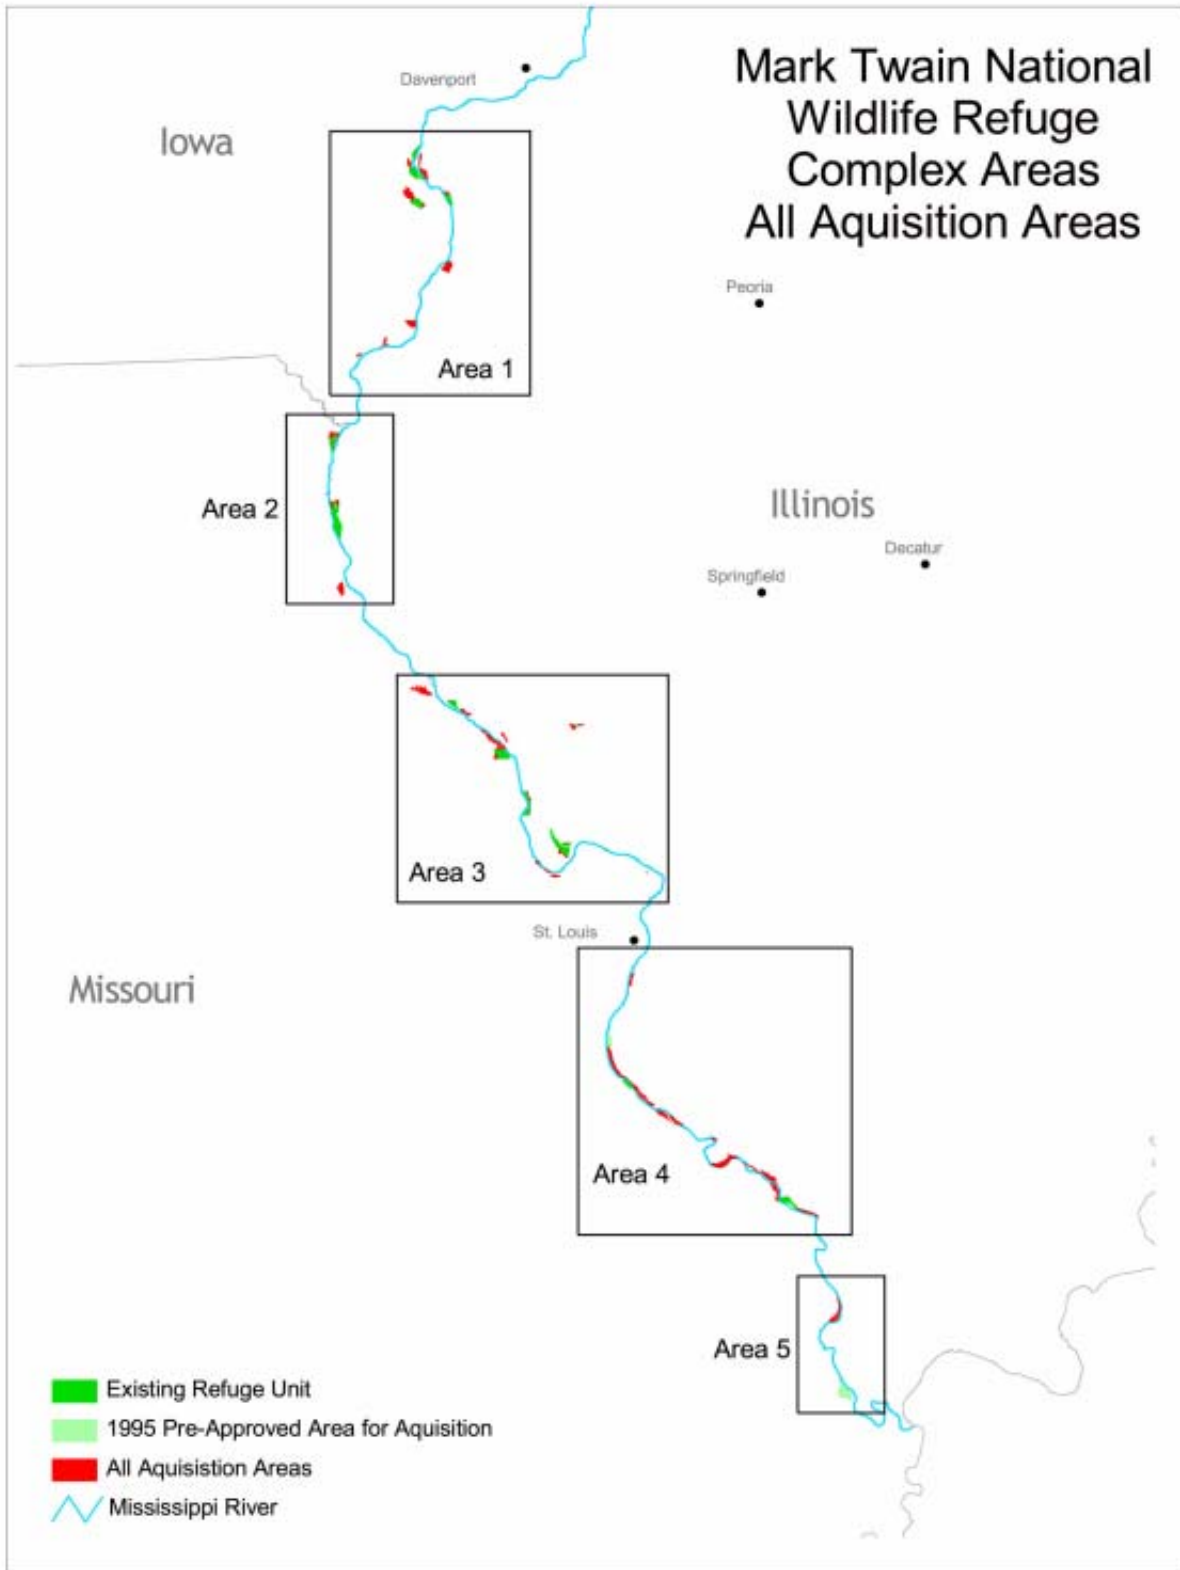 Mark Twain National
Wildlife Refuge
Complex Areas
All Aquisition Areas
Davenport
Iowa
Peoria
Area 1
Area 2
Illinois
Decatur
Springfield
Area 3
St. Louis
Missouri
Area 4
Area 5
Existing Refuge Unit
1995 Pre-Approved Area for Aquisition
All Aquisistion Areas
Mississippi River